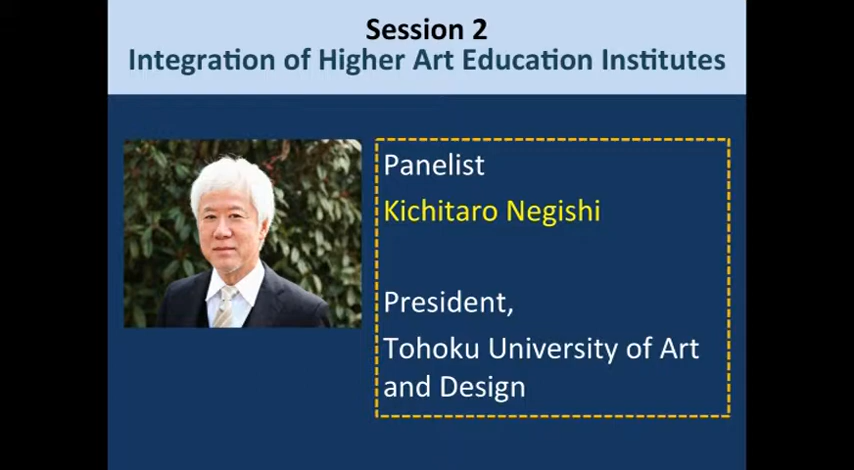 Session 2
Integration of Higher Art Education Institutes
Panelist
Kichitaro Negishi
President,
Tohoku University of Art
and Design